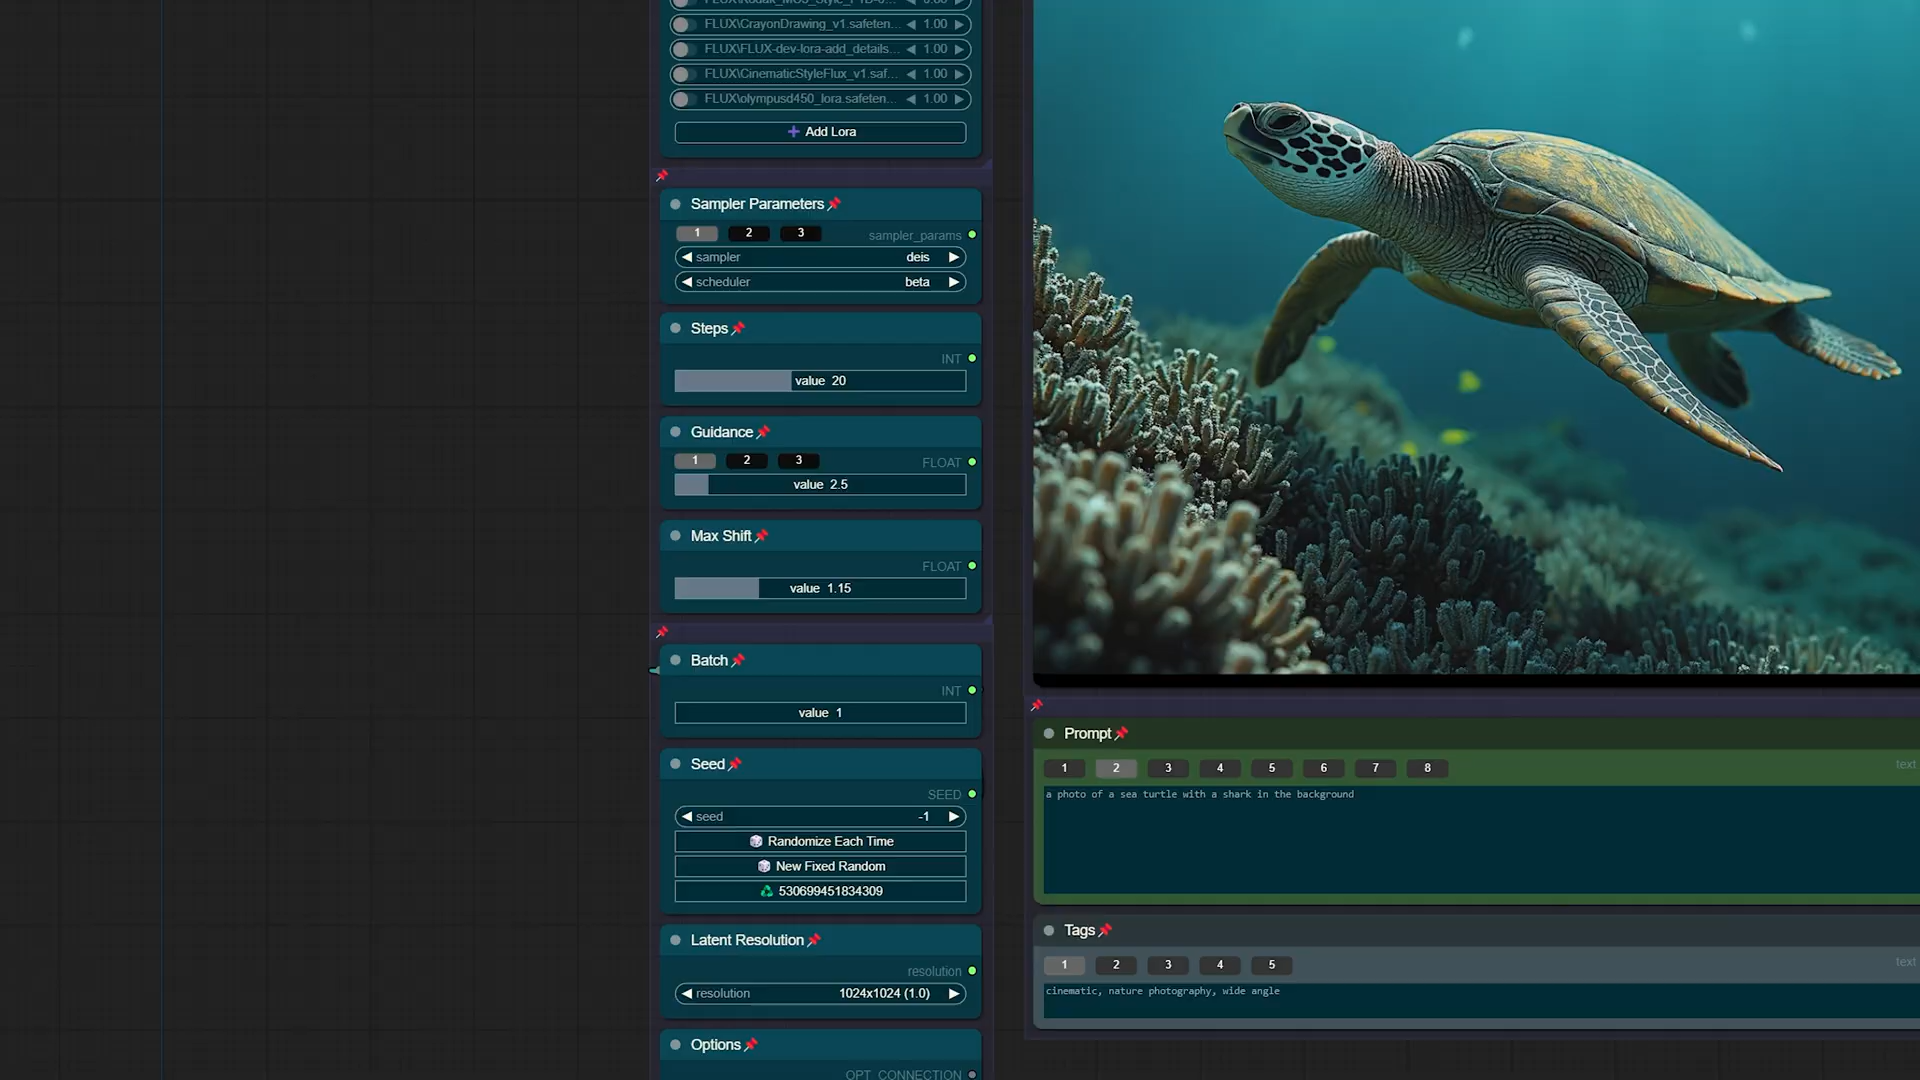 FLUX\CrayonDrawing_v1.safeten... 1.00
FLUX\FLUX-dev-lora-add_details... 1.00
FLUX\CinematicStyleFlux_v1.saf... 1.00
FLUX\olympusd450_lora.safeten... 1.00
Add Lora
Sampler Parameters
1 2 3 sampler_params
sampler deis
scheduler beta
Steps
INT
value 20
Guidance
1 2 3 FLOAT
value 2.5
Max Shift
FLOAT
value 1.15
Batch
INT
value 1
Seed
SEED
seed -1
Randomize Each Time
New Fixed Random
530699451834309
Latent Resolution
resolution
resolution 1024x1024 (1.0)
Options
OPT_CONNECTION
Prompt
1 2 3 4 5 6 7 8 text
a photo of a sea turtle with a shark in the background
Tags
1 2 3 4 5 text
cinematic, nature photography, wide angle